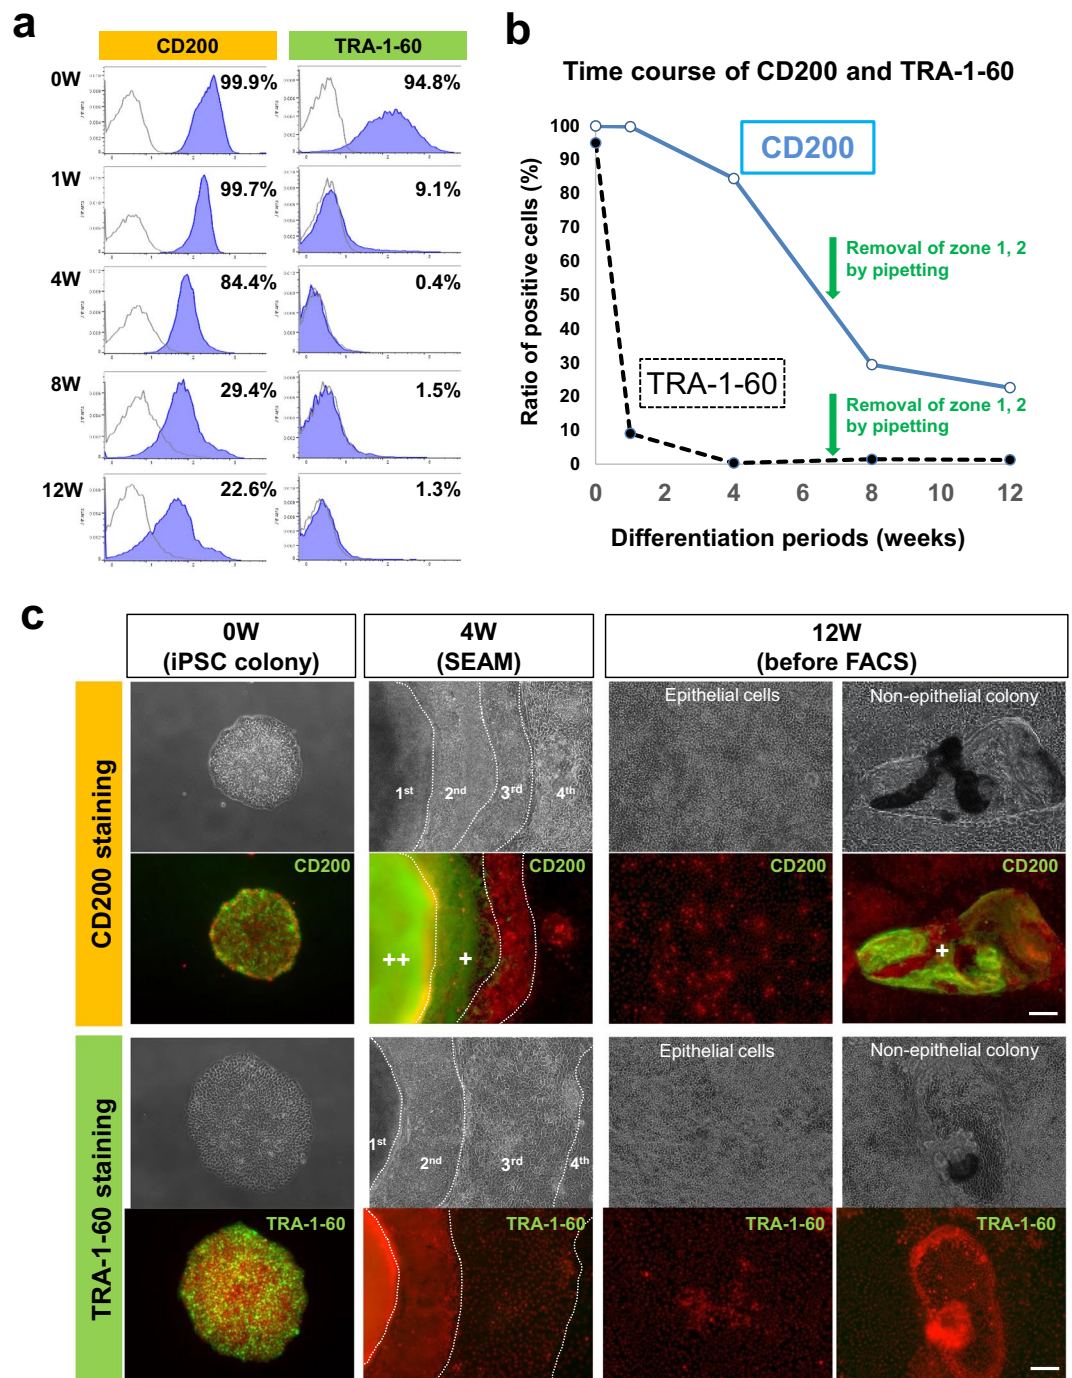 a
CD200
TRA-1-60
0W
99.9%
94.8%
1W
99.7%
9.1%
4W
84.4%
0.4%
8W
29.4%
1.5%
12W
22.6%
1.3%
b
Time course of CD200 and TRA-1-60
Ratio of positive cells (%)
100
90
80
70
60
50
40
30
20
10
0
CD200
Removal of zone 1, 2
by pipetting
TRA-1-60
Removal of zone 1, 2
by pipetting
0
2
4
6
8
10
12
Differentiation periods (weeks)
c
0W
(iPSC colony)
4W
(SEAM)
12W
(before FACS)
CD200 staining
1st
2nd
3rd
4th
Epithelial cells
Non-epithelial colony
CD200
CD200
++
+
CD200
CD200
+
TRA-1-60 staining
1st
2nd
3rd
4th
Epithelial cells
Non-epithelial colony
TRA-1-60
TRA-1-60
TRA-1-60
TRA-1-60